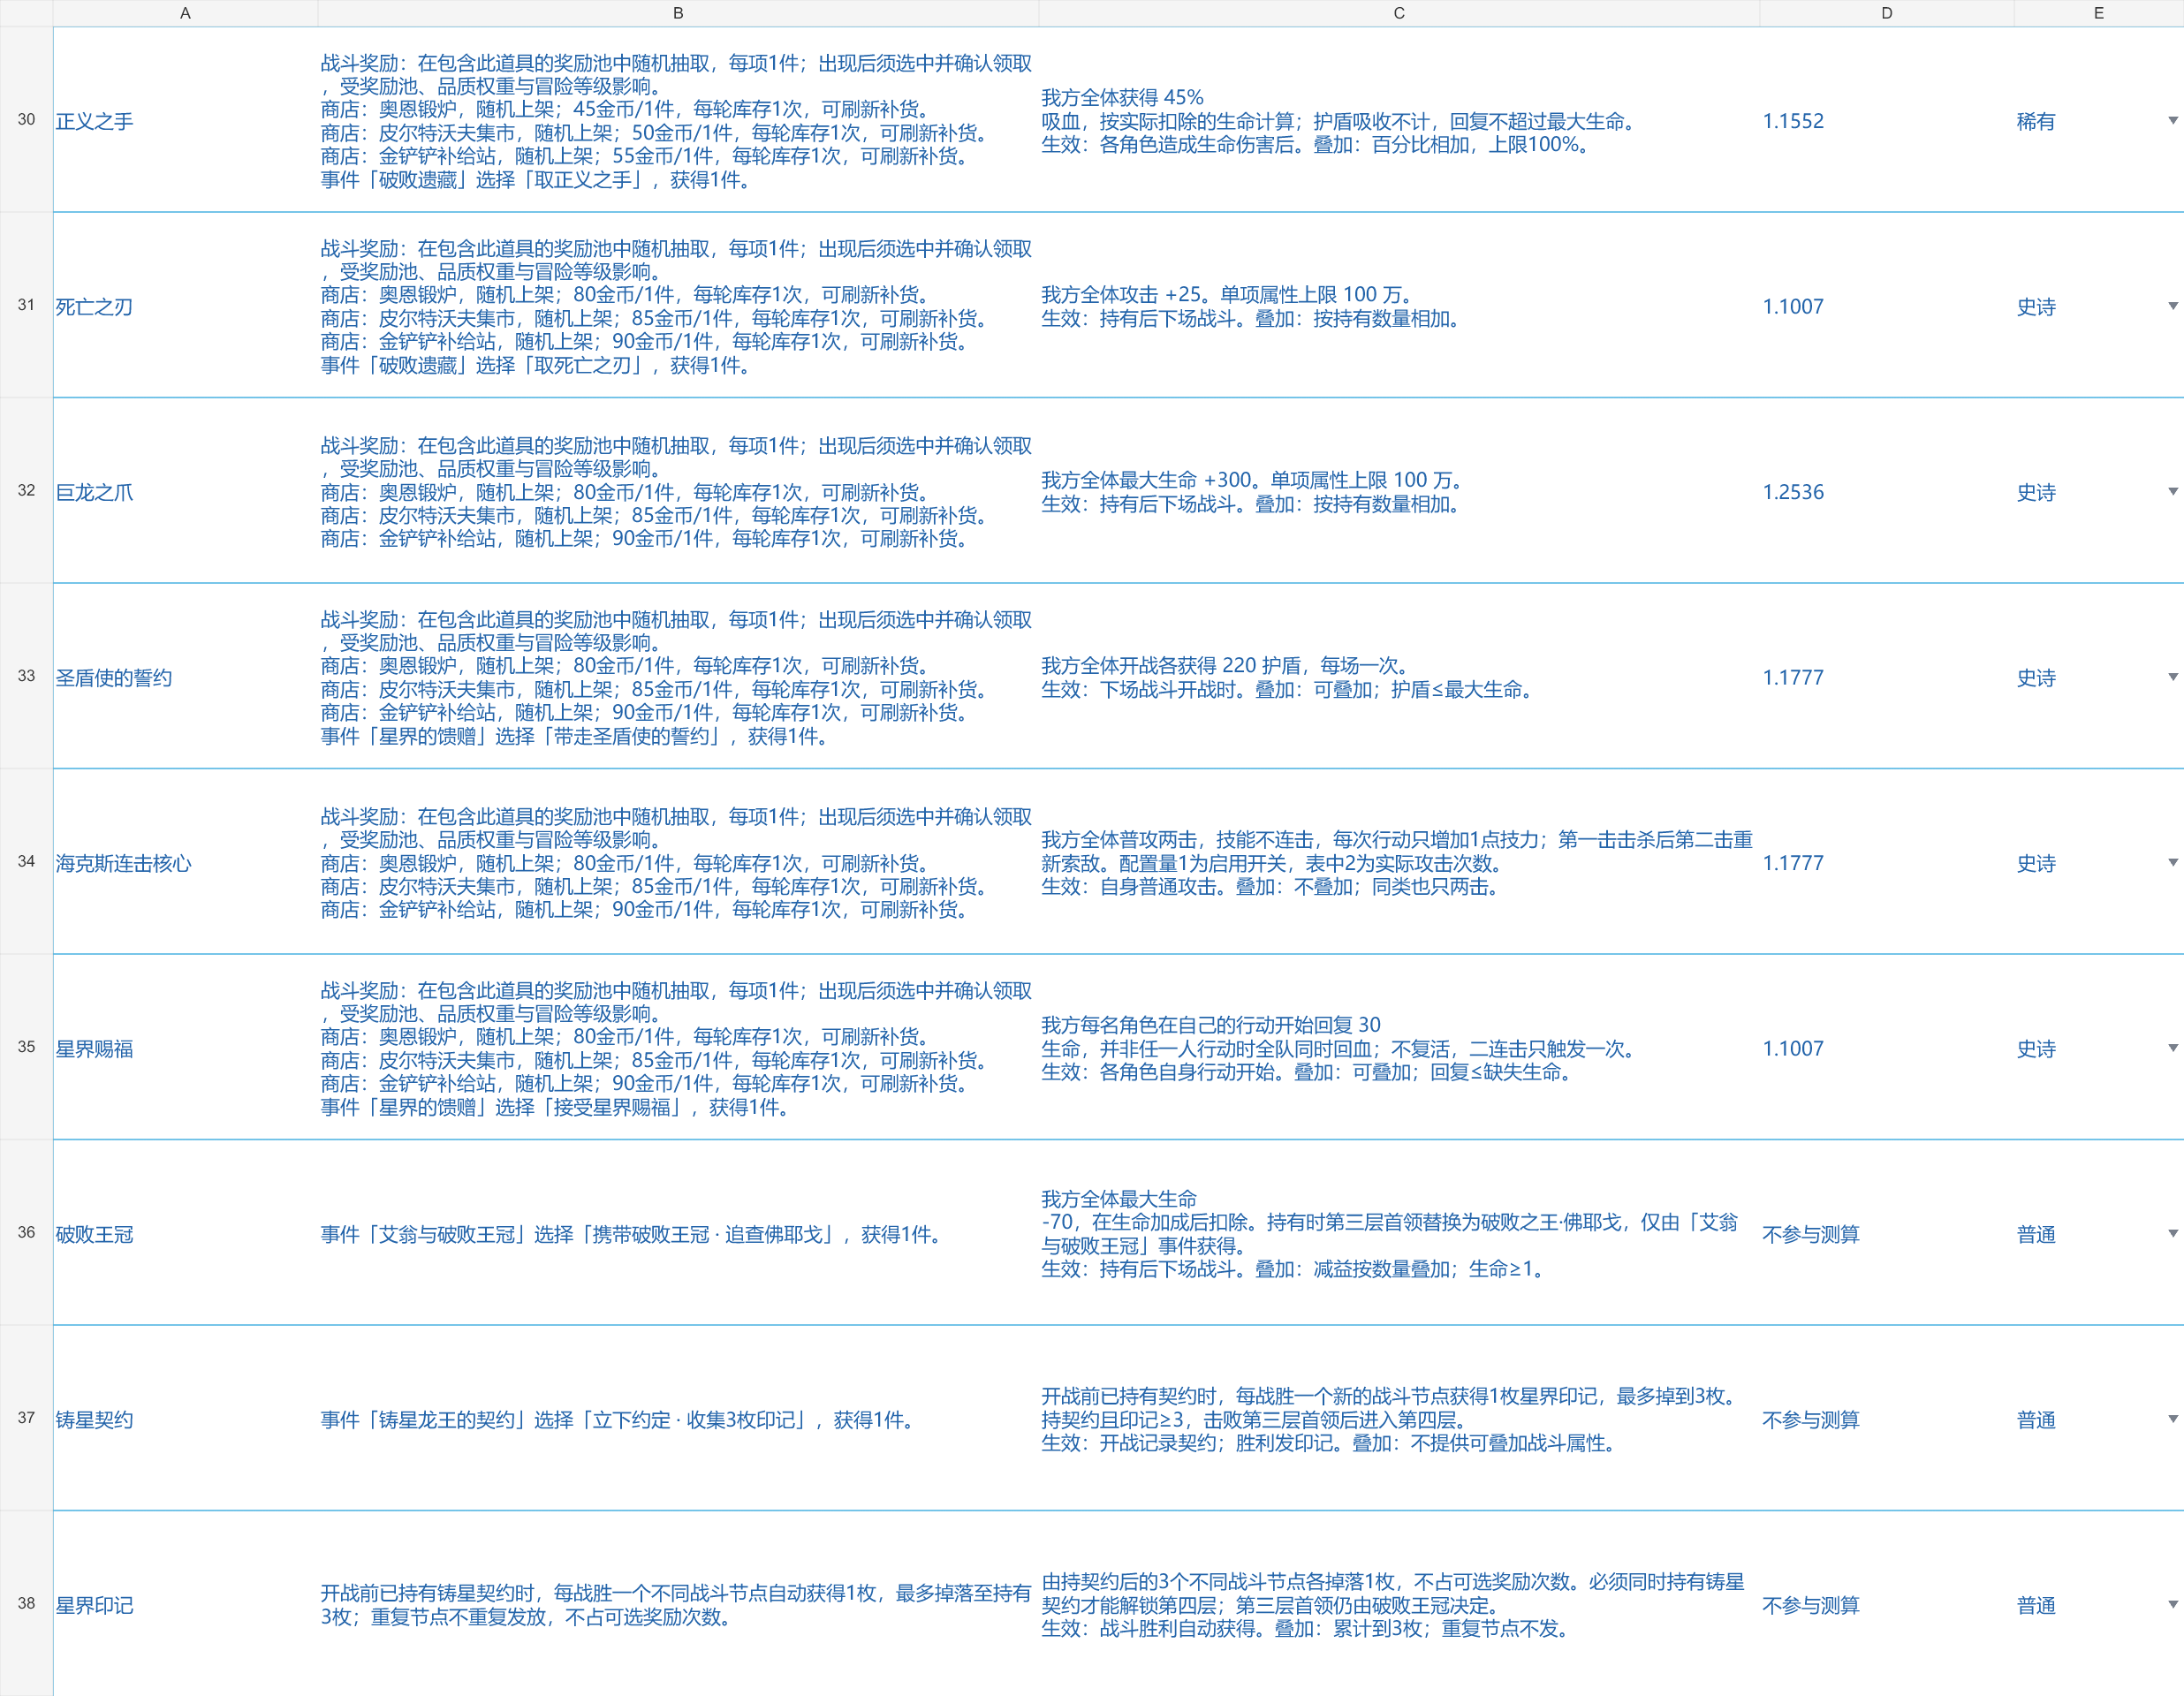 A B C D E
30
正义之手
战斗奖励：在包含此道具的奖励池中随机抽取，每项1件；出现后须选中并确认领取
，受奖励池、品质权重与冒险等级影响。
商店：奥恩锻炉，随机上架；45金币/1件，每轮库存1次，可刷新补货。
商店：皮尔特沃夫集市，随机上架；50金币/1件，每轮库存1次，可刷新补货。
商店：金铲铲补给站，随机上架；55金币/1件，每轮库存1次，可刷新补货。
事件「破败遗藏」选择「取正义之手」，获得1件。
我方全体获得 45%
吸血，按实际扣除的生命计算；护盾吸收不计，回复不超过最大生命。
生效：各角色造成生命伤害后。叠加：百分比相加，上限100%。
1.1552
稀有
31
死亡之刃
战斗奖励：在包含此道具的奖励池中随机抽取，每项1件；出现后须选中并确认领取
，受奖励池、品质权重与冒险等级影响。
商店：奥恩锻炉，随机上架；80金币/1件，每轮库存1次，可刷新补货。
商店：皮尔特沃夫集市，随机上架；85金币/1件，每轮库存1次，可刷新补货。
商店：金铲铲补给站，随机上架；90金币/1件，每轮库存1次，可刷新补货。
事件「破败遗藏」选择「取死亡之刃」，获得1件。
我方全体攻击 +25。单项属性上限 100 万。
生效：持有后下场战斗。叠加：按持有数量相加。
1.1007
史诗
32
巨龙之爪
战斗奖励：在包含此道具的奖励池中随机抽取，每项1件；出现后须选中并确认领取
，受奖励池、品质权重与冒险等级影响。
商店：奥恩锻炉，随机上架；80金币/1件，每轮库存1次，可刷新补货。
商店：皮尔特沃夫集市，随机上架；85金币/1件，每轮库存1次，可刷新补货。
商店：金铲铲补给站，随机上架；90金币/1件，每轮库存1次，可刷新补货。
我方全体最大生命 +300。单项属性上限 100 万。
生效：持有后下场战斗。叠加：按持有数量相加。
1.2536
史诗
33
圣盾使的誓约
战斗奖励：在包含此道具的奖励池中随机抽取，每项1件；出现后须选中并确认领取
，受奖励池、品质权重与冒险等级影响。
商店：奥恩锻炉，随机上架；80金币/1件，每轮库存1次，可刷新补货。
商店：皮尔特沃夫集市，随机上架；85金币/1件，每轮库存1次，可刷新补货。
商店：金铲铲补给站，随机上架；90金币/1件，每轮库存1次，可刷新补货。
事件「星界的馈赠」选择「带走圣盾使的誓约」，获得1件。
我方全体开战各获得 220 护盾，每场一次。
生效：下场战斗开战时。叠加：可叠加；护盾≤最大生命。
1.1777
史诗
34
海克斯连击核心
战斗奖励：在包含此道具的奖励池中随机抽取，每项1件；出现后须选中并确认领取
，受奖励池、品质权重与冒险等级影响。
商店：奥恩锻炉，随机上架；80金币/1件，每轮库存1次，可刷新补货。
商店：皮尔特沃夫集市，随机上架；85金币/1件，每轮库存1次，可刷新补货。
商店：金铲铲补给站，随机上架；90金币/1件，每轮库存1次，可刷新补货。
我方全体普攻两击，技能不连击，每次行动只增加1点技力；第一击击杀后第二击重
新索敌。配置量1为启用开关，表中2为实际攻击次数。
生效：自身普通攻击。叠加：不叠加；同类也只两击。
1.1777
史诗
35
星界赐福
战斗奖励：在包含此道具的奖励池中随机抽取，每项1件；出现后须选中并确认领取
，受奖励池、品质权重与冒险等级影响。
商店：奥恩锻炉，随机上架；80金币/1件，每轮库存1次，可刷新补货。
商店：皮尔特沃夫集市，随机上架；85金币/1件，每轮库存1次，可刷新补货。
商店：金铲铲补给站，随机上架；90金币/1件，每轮库存1次，可刷新补货。
事件「星界的馈赠」选择「接受星界赐福」，获得1件。
我方每名角色在自己的行动开始回复 30
生命，并非任一人行动时全队同时回血；不复活，二连击只触发一次。
生效：各角色自身行动开始。叠加：可叠加；回复≤缺失生命。
1.1007
史诗
36
破败王冠
事件「艾翁与破败王冠」选择「携带破败王冠 · 追查佛耶戈」，获得1件。
我方全体最大生命
-70，在生命加成后扣除。持有时第三层首领替换为破败之王·佛耶戈，仅由「艾翁
与破败王冠」事件获得。
生效：持有后下场战斗。叠加：减益按数量叠加；生命≥1。
不参与测算
普通
37
铸星契约
事件「铸星龙王的契约」选择「立下约定 · 收集3枚印记」，获得1件。
开战前已持有契约时，每战胜一个新的战斗节点获得1枚星界印记，最多掉到3枚。
持契约且印记≥3，击败第三层首领后进入第四层。
生效：开战记录契约；胜利发印记。叠加：不提供可叠加战斗属性。
不参与测算
普通
38
星界印记
开战前已持有铸星契约时，每战胜一个不同战斗节点自动获得1枚，最多掉落至持有
3枚；重复节点不重复发放，不占可选奖励次数。
由持契约后的3个不同战斗节点各掉落1枚，不占可选奖励次数。必须同时持有铸星
契约才能解锁第四层；第三层首领仍由破败王冠决定。
生效：战斗胜利自动获得。叠加：累计到3枚；重复节点不发。
不参与测算
普通